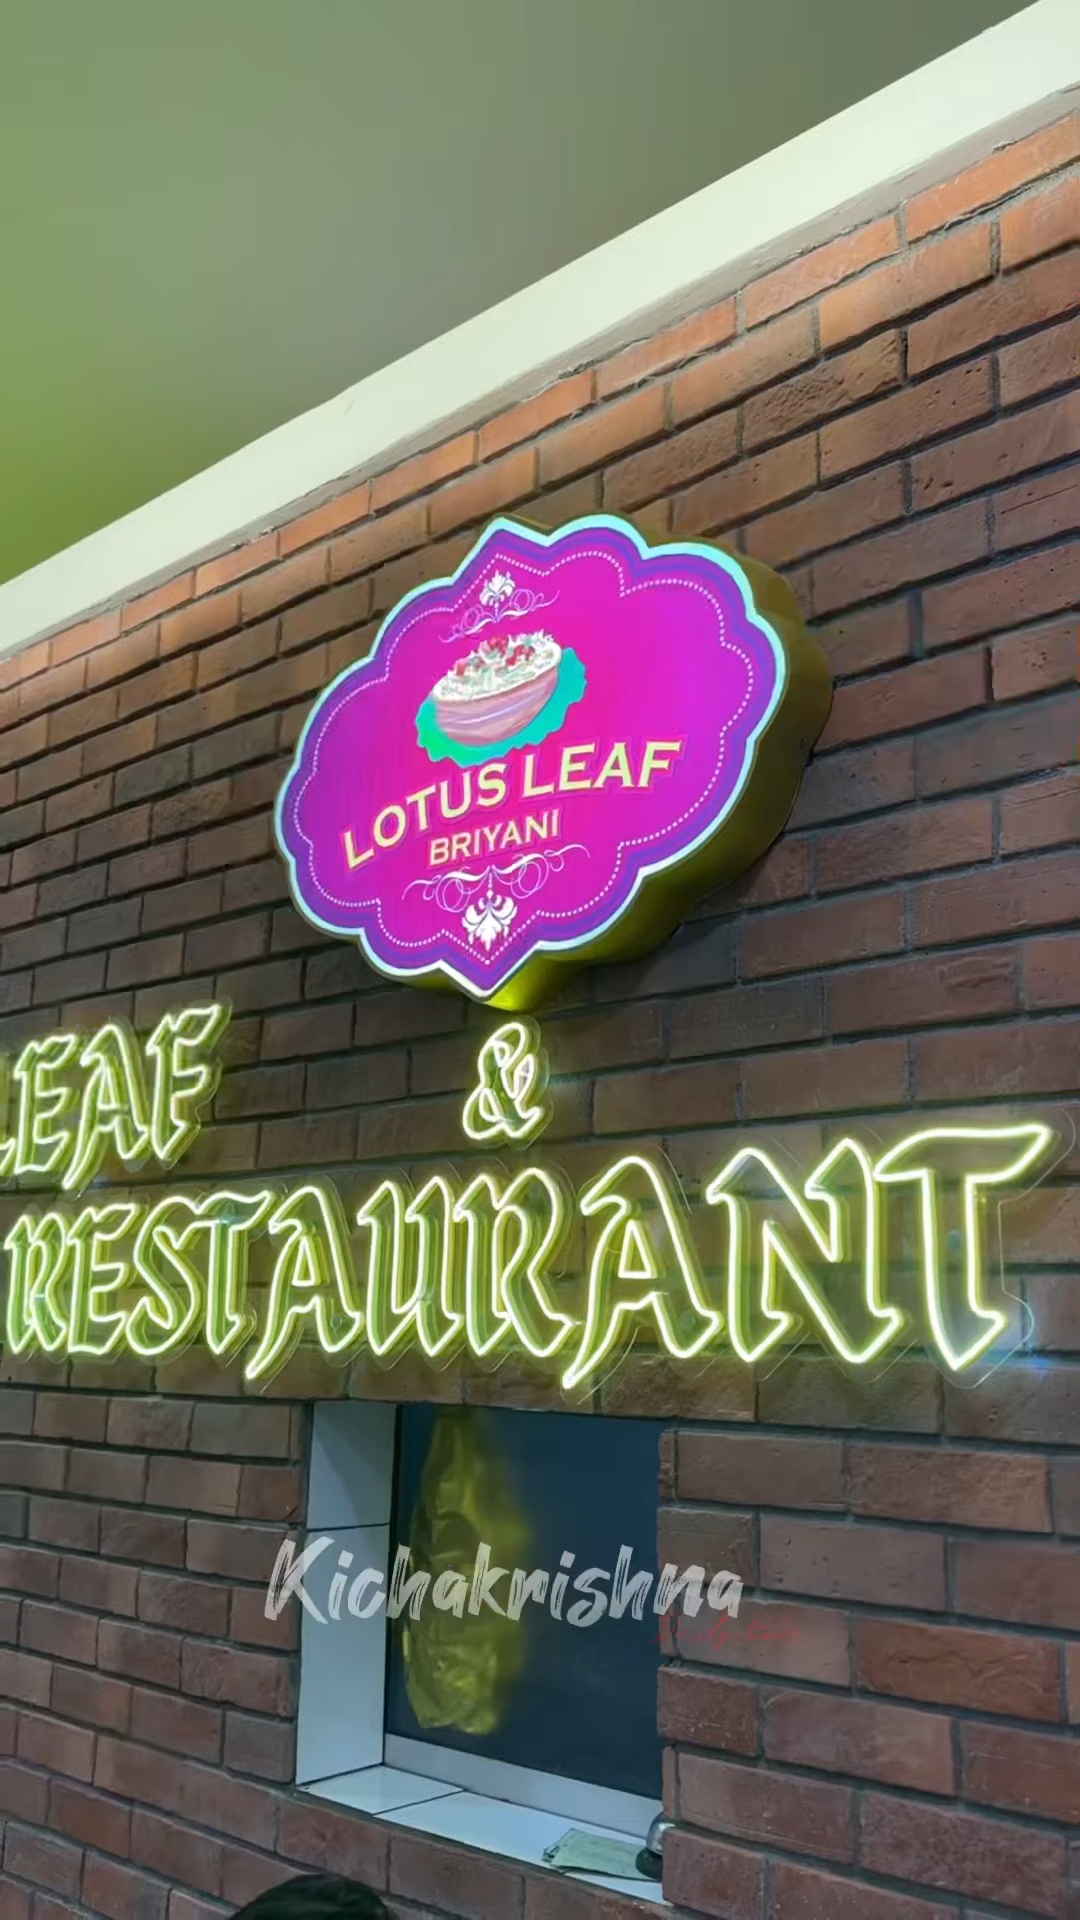 LOTUS LEAF
BRIYANI
LEAF &
RESTAURANT
Kichakrishna